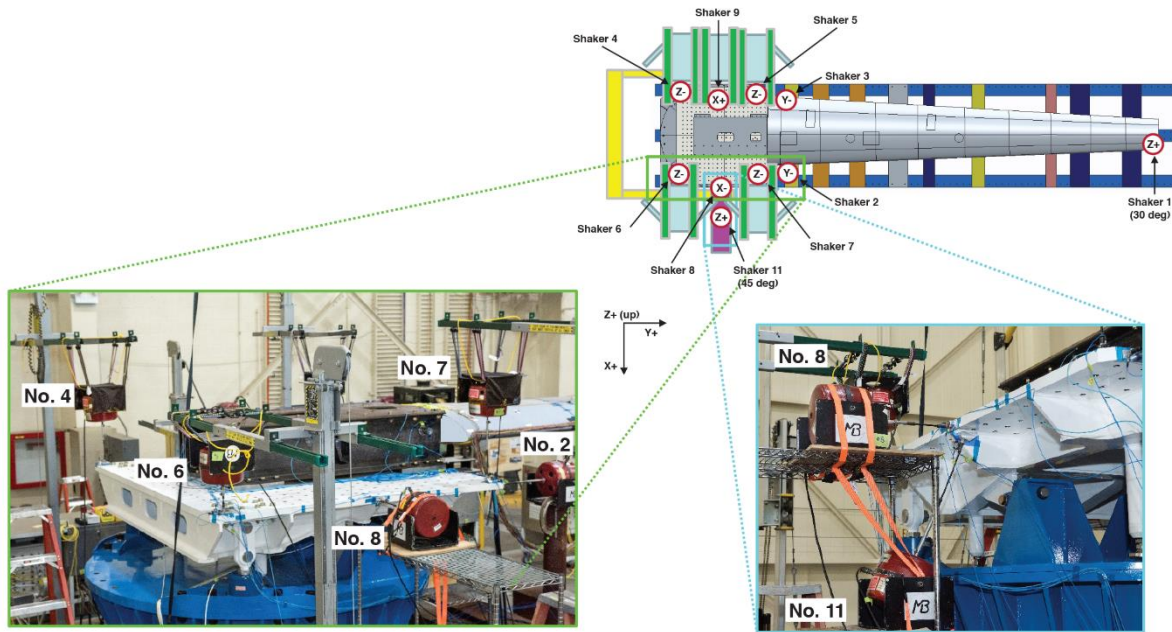 Shaker 9
Shaker 4
Shaker 5
Shaker 3
Z-
X+
Z-
Y-
Z+
Z-
X-
Z-
Y-
Z+
Shaker 1
(30 deg)
Shaker 2
Shaker 6
Shaker 7
Shaker 8
Shaker 11
(45 deg)
Z+ (up)
Y+
X+
No. 4
No. 7
No. 6
No. 2
No. 8
MB
No. 8
MB
No. 11
MB